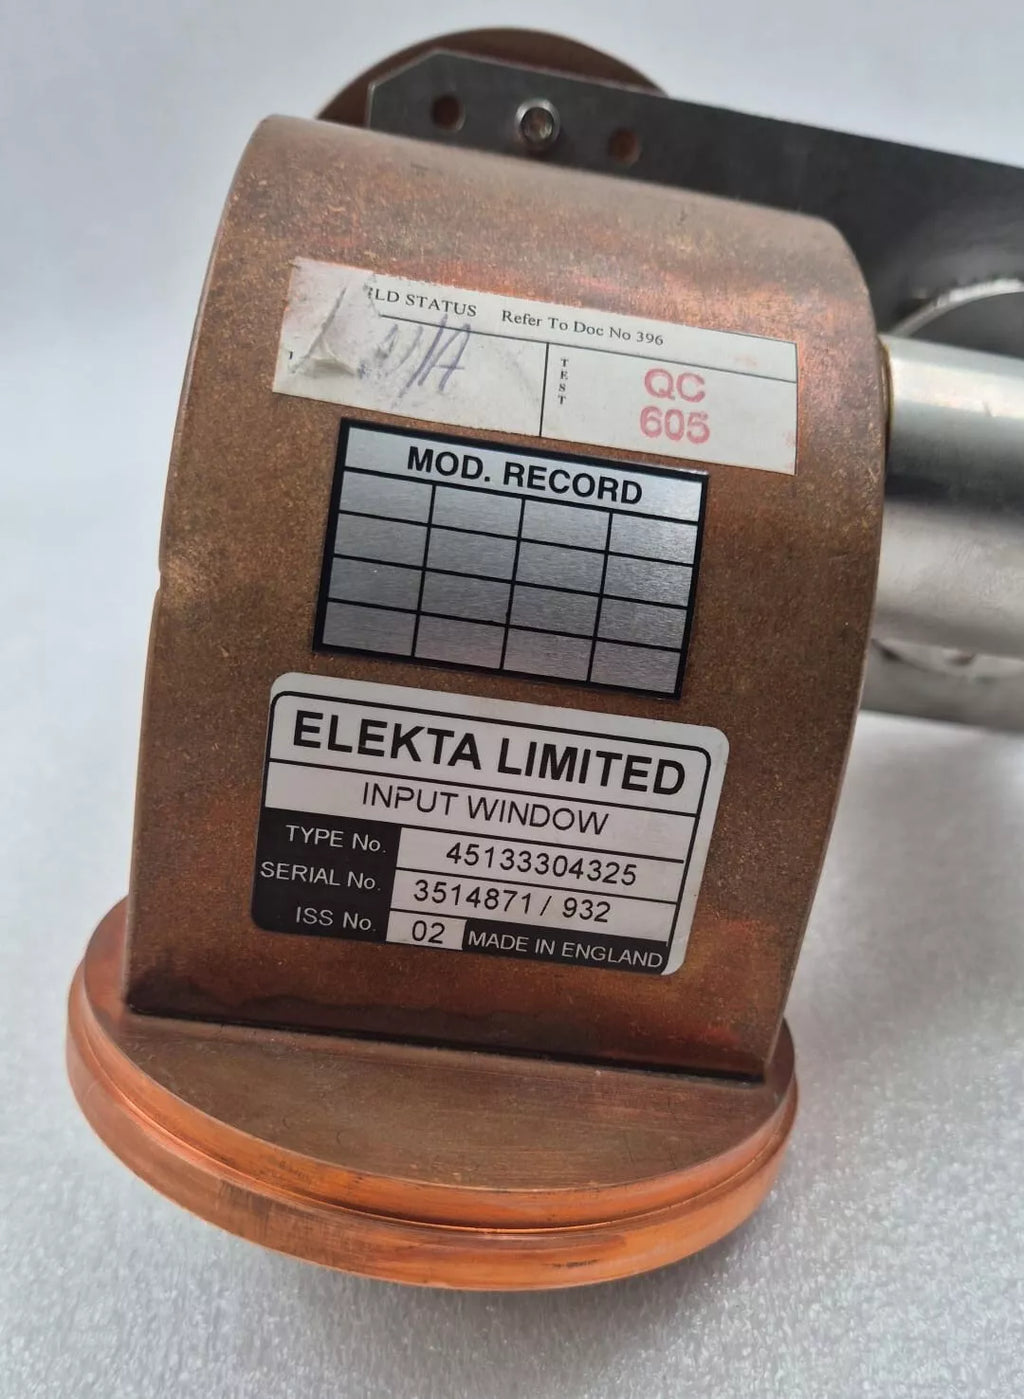 LD STATUS Refer To Doc No 396
N/A
TEST
QC
605
MOD. RECORD
ELEKTA LIMITED
INPUT WINDOW
TYPE No. 45133304325
SERIAL No. 3514871 / 932
ISS No. 02 MADE IN ENGLAND